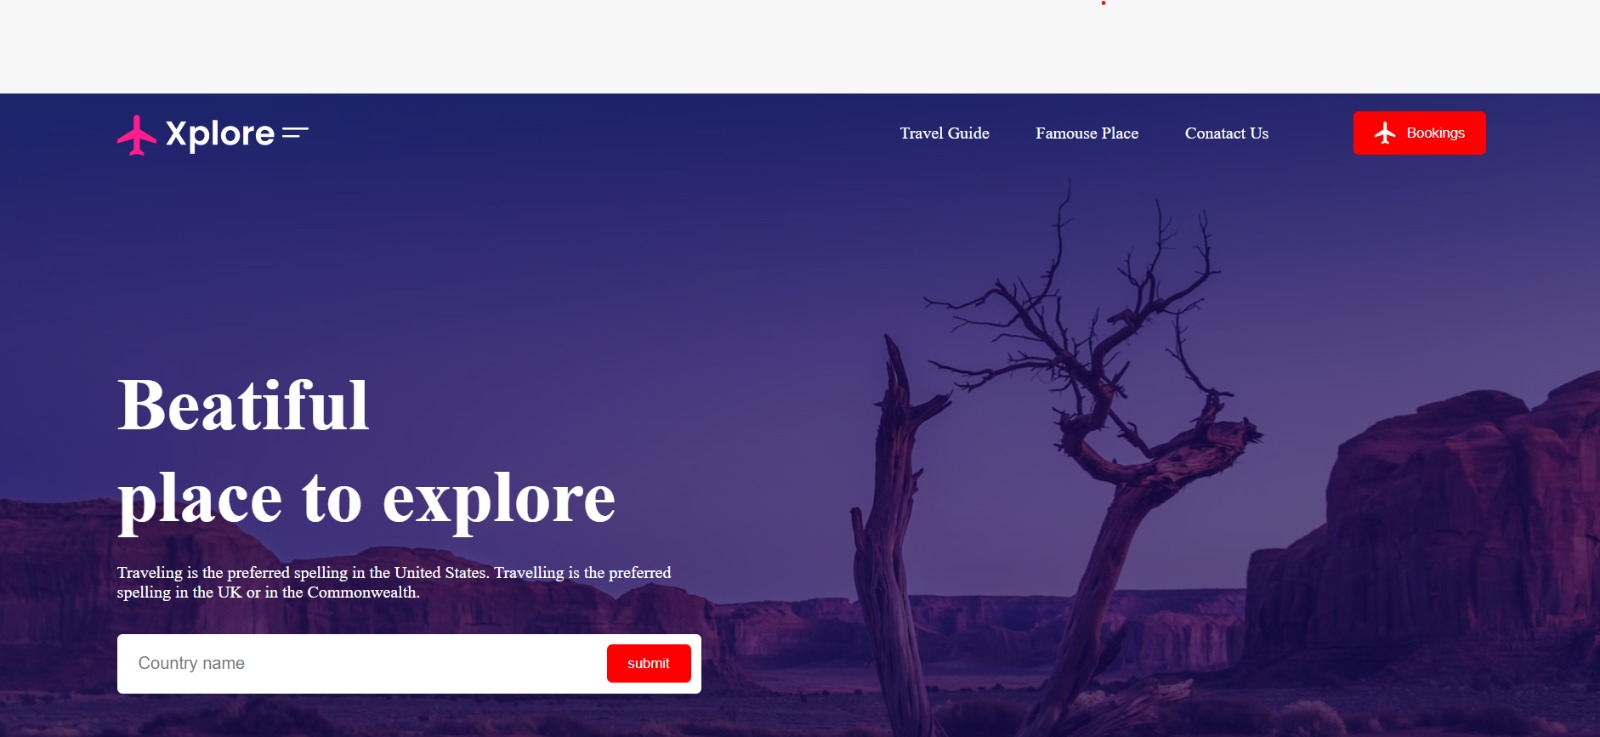 Xplore
Travel Guide
Famouse Place
Conatact Us
Bookings
Beatiful
place to explore
Traveling is the preferred spelling in the United States. Travelling is the preferred
spelling in the UK or in the Commonwealth.
Country name
submit